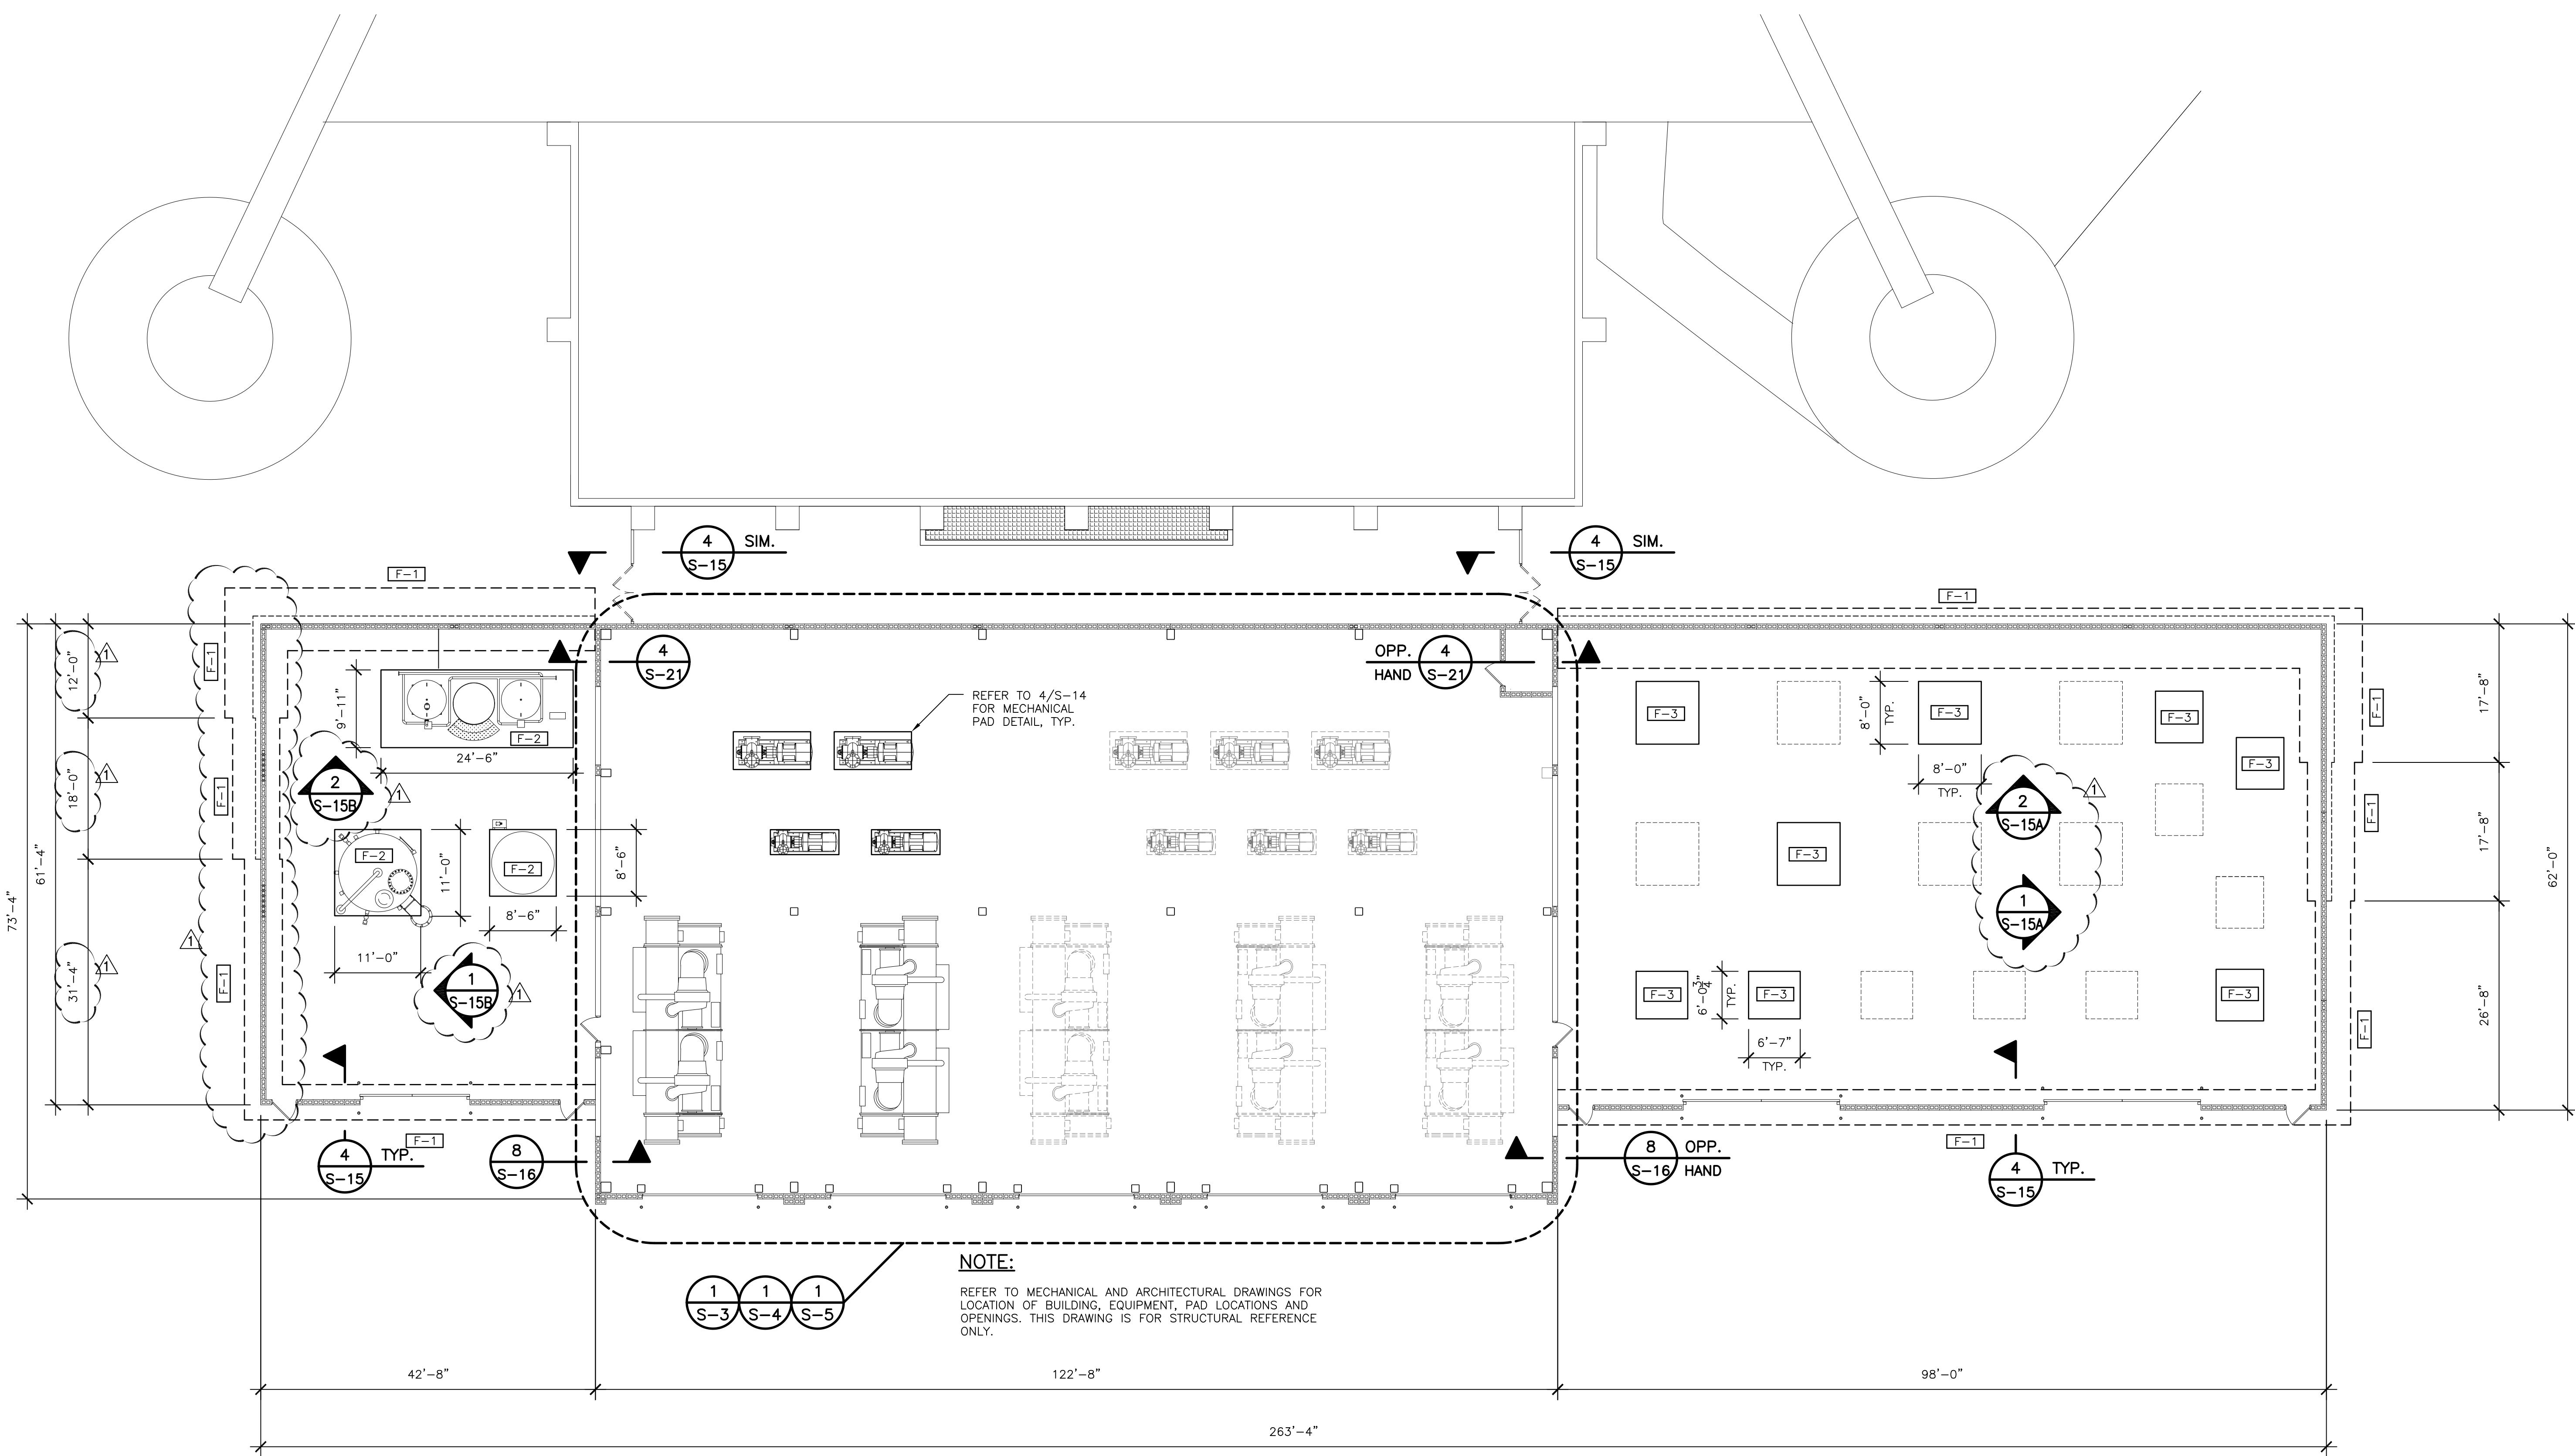 4 SIM.
S-15
4 SIM.
S-15
F-1
F-1
4
S-21
OPP. 4
HAND S-21
REFER TO 4/S-14
FOR MECHANICAL
PAD DETAIL, TYP.
73'-4"
61'-4"
12'-0"
1
18'-0"
1
31'-4"
1
1
F-1
F-1
F-1
9'-11"
F-2
24'-6"
2
S-15B
1
F-2
11'-0"
F-2
8'-6"
8'-6"
11'-0"
1
S-15B
1
F-3
8'-0"
TYP.
F-3
F-3
F-3
8'-0"
TYP.
2
S-15A
1
F-3
1
S-15A
F-3
6'-0 3/4"
TYP.
F-3
F-3
6'-7"
TYP.
F-1
F-1
F-1
17'-8"
17'-8"
26'-8"
62'-0"
F-1
4 TYP.
S-15
8
S-16
8 OPP.
S-16 HAND
F-1
4 TYP.
S-15
1 1 1
S-3 S-4 S-5
NOTE:
REFER TO MECHANICAL AND ARCHITECTURAL DRAWINGS FOR
LOCATION OF BUILDING, EQUIPMENT, PAD LOCATIONS AND
OPENINGS. THIS DRAWING IS FOR STRUCTURAL REFERENCE
ONLY.
42'-8"
122'-8"
98'-0"
263'-4"